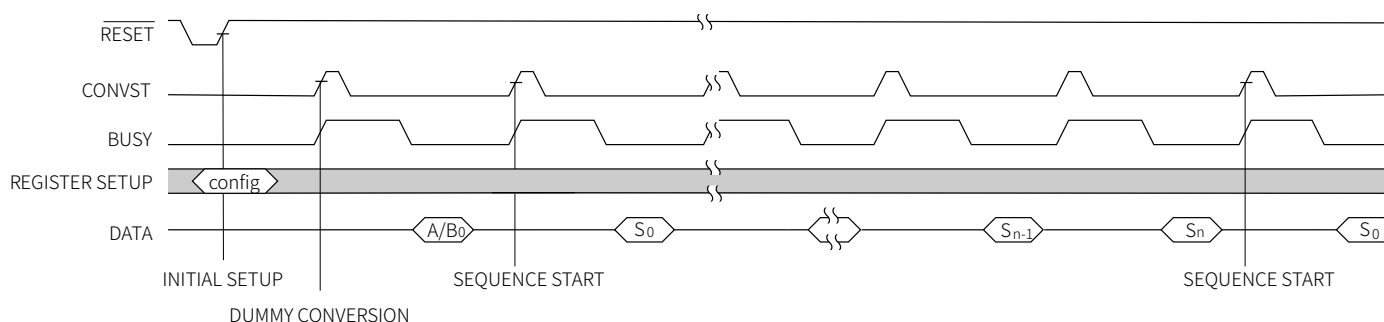 RESET
CONVST
BUSY
REGISTER SETUP config
DATA A/B0 S0 Sn-1 Sn S0
INITIAL SETUP SEQUENCE START SEQUENCE START
DUMMY CONVERSION